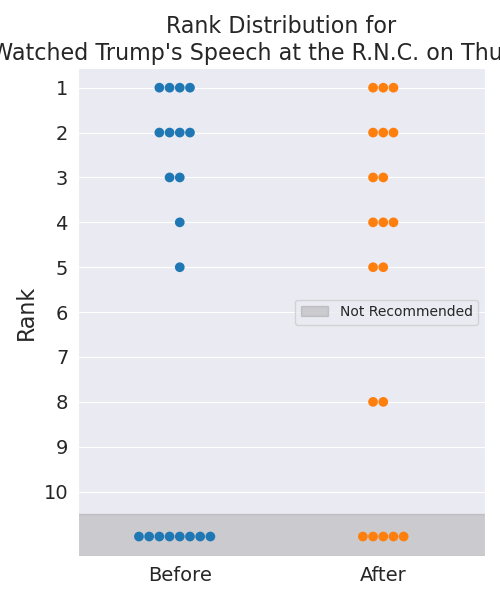 Rank Distribution for
Watched Trump's Speech at the R.N.C. on Thu
1
2
3
4
5
6
7
8
9
10
Rank
Not Recommended
Before
After